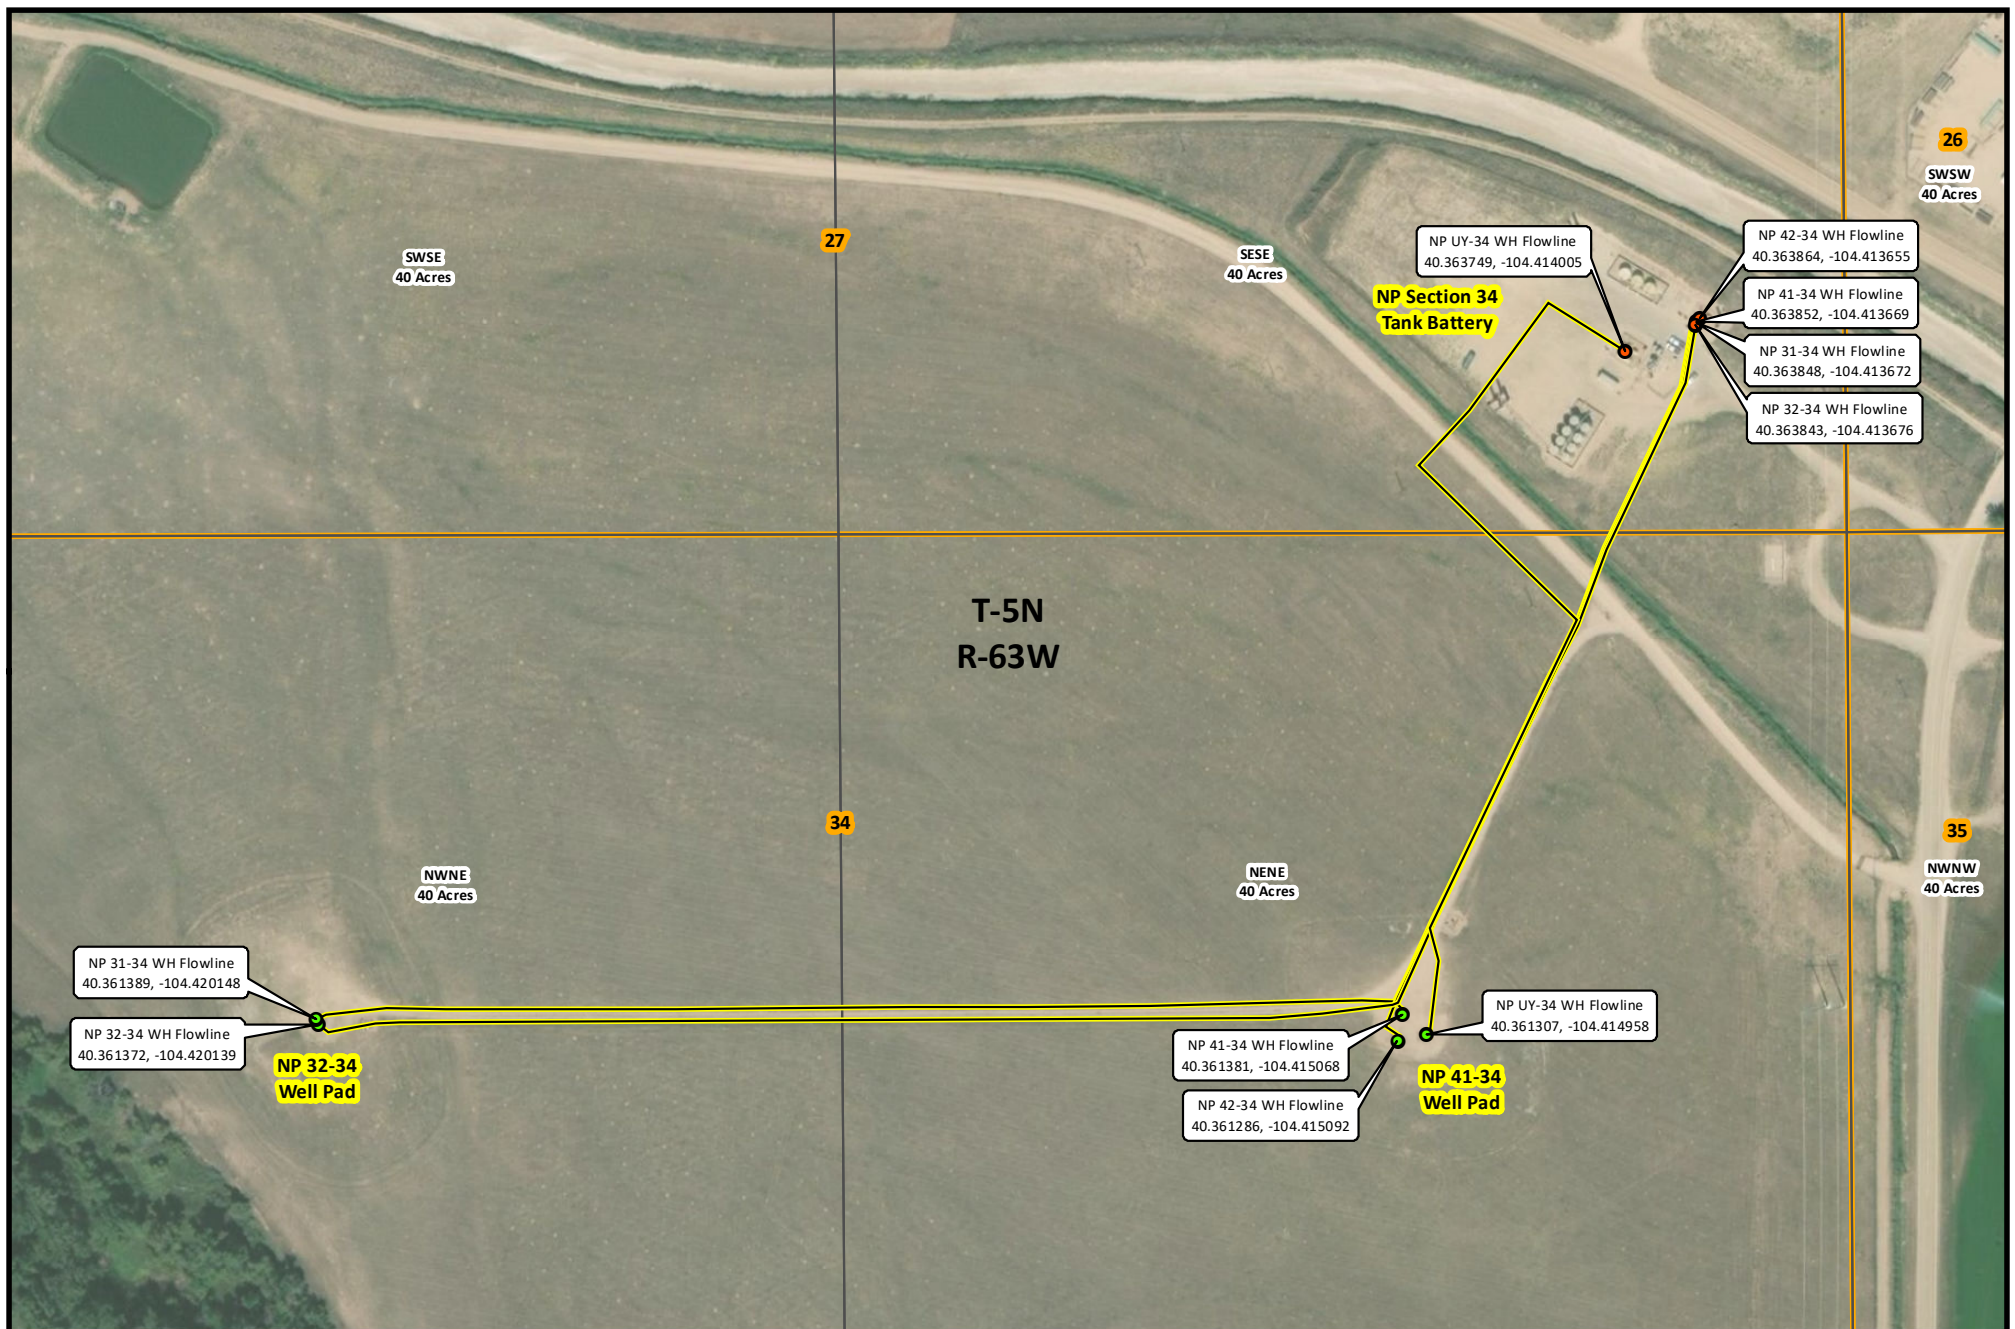 26
SWSW
40 Acres
27
SWSE
40 Acres
SESE
40 Acres
NP UY-34 WH Flowline
40.363749, -104.414005
NP Section 34
Tank Battery
NP 42-34 WH Flowline
40.363864, -104.413655
NP 41-34 WH Flowline
40.363852, -104.413669
NP 31-34 WH Flowline
40.363848, -104.413672
NP 32-34 WH Flowline
40.363843, -104.413676
T-5N
R-63W
34
35
NWNE
40 Acres
NENE
40 Acres
NWNW
40 Acres
NP 31-34 WH Flowline
40.361389, -104.420148
NP 32-34 WH Flowline
40.361372, -104.420139
NP 32-34
Well Pad
NP UY-34 WH Flowline
40.361307, -104.414958
NP 41-34 WH Flowline
40.361381, -104.415068
NP 41-34
Well Pad
NP 42-34 WH Flowline
40.361286, -104.415092